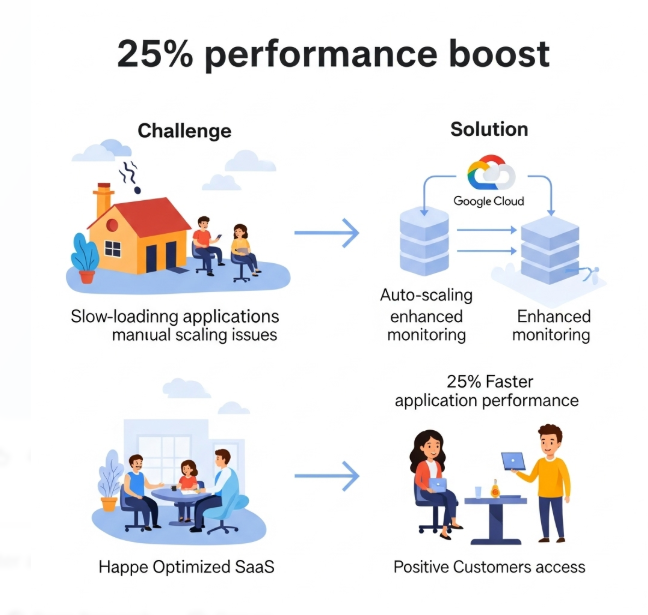 25% performance boost
Challenge
Solution
Google Cloud
Slow-loadinng applications
manual scaling issues
Auto-scaling
enhanced
monitoring
Enhanced
monitoring
25% Faster
application performance
Happe Optimized SaaS
Positive Customers access